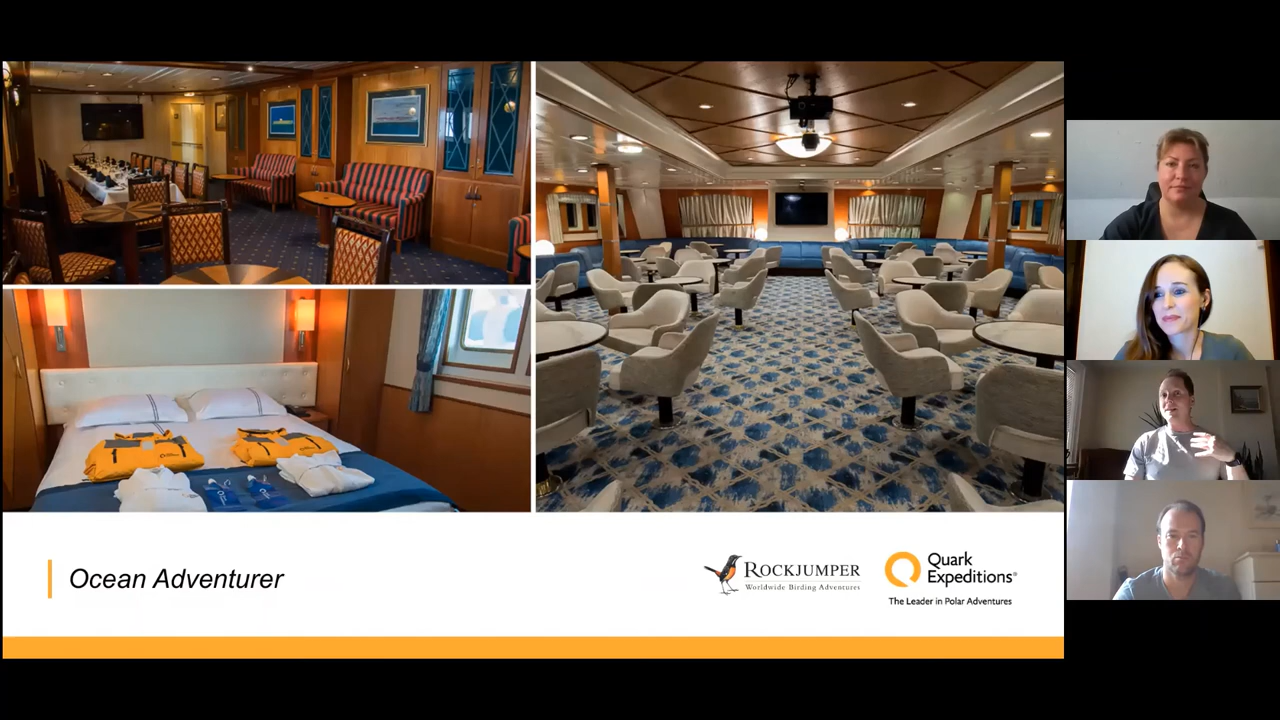 Ocean Adventurer
ROCKJUMPER
Worldwide Birding Adventures
Quark
Expeditions®
The Leader in Polar Adventures